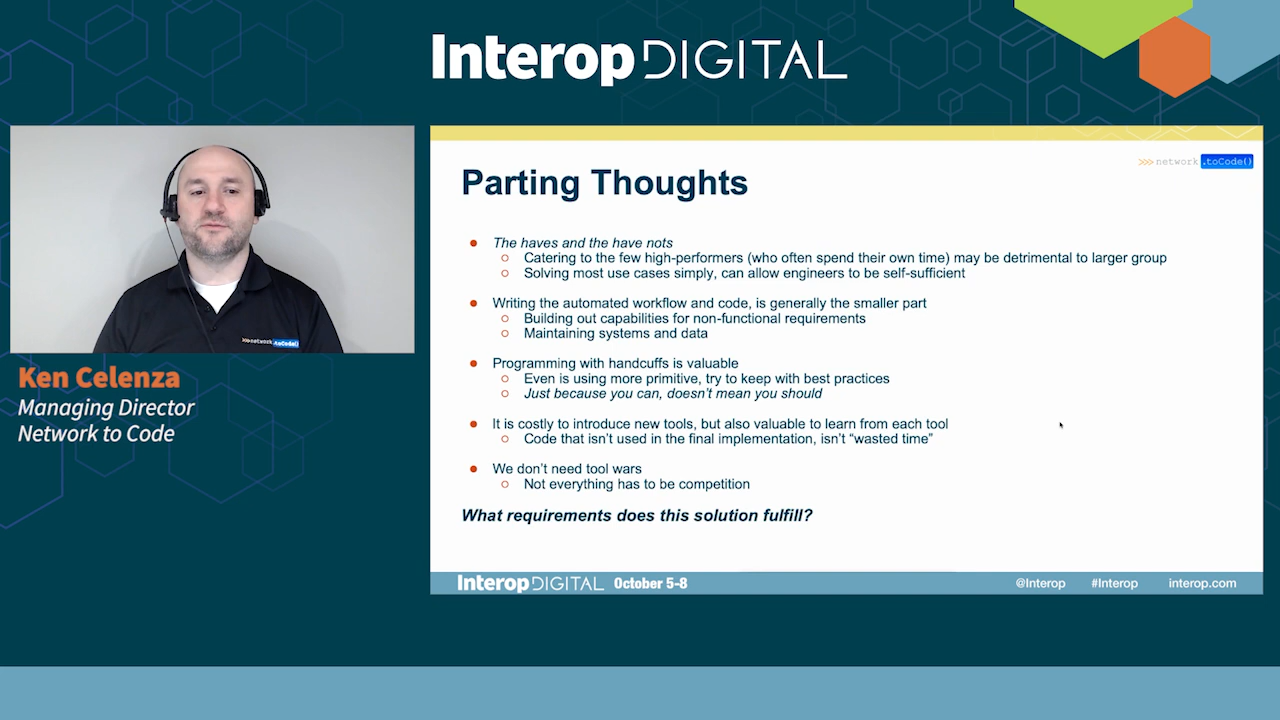 Interop DIGITAL
>>> network .toCode()
Parting Thoughts
The haves and the have nots
Catering to the few high-performers (who often spend their own time) may be detrimental to larger group
Solving most use cases simply, can allow engineers to be self-sufficient
Writing the automated workflow and code, is generally the smaller part
Building out capabilities for non-functional requirements
Maintaining systems and data
Programming with handcuffs is valuable
Even is using more primitive, try to keep with best practices
Just because you can, doesn't mean you should
It is costly to introduce new tools, but also valuable to learn from each tool
Code that isn't used in the final implementation, isn't “wasted time”
We don't need tool wars
Not everything has to be competition
What requirements does this solution fulfill?
>>>network .toCode()
Ken Celenza
Managing Director
Network to Code
Interop DIGITAL October 5-8
@Interop #Interop interop.com